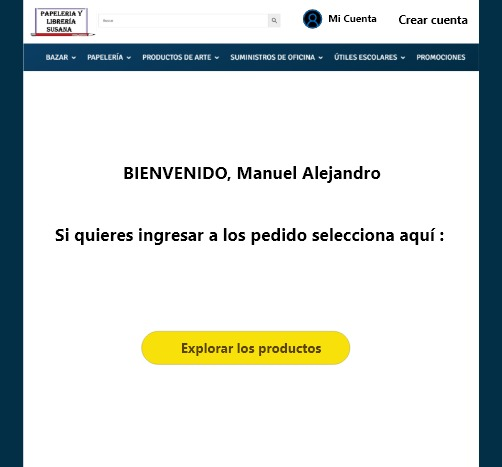 PAPELERIA Y
LIBRERÍA
SUSANA
Buscar
Mi Cuenta
Crear cuenta
BAZAR
PAPELERÍA
PRODUCTOS DE ARTE
SUMINISTROS DE OFICINA
ÚTILES ESCOLARES
PROMOCIONES
BIENVENIDO, Manuel Alejandro
Si quieres ingresar a los pedido selecciona aquí :
Explorar los productos